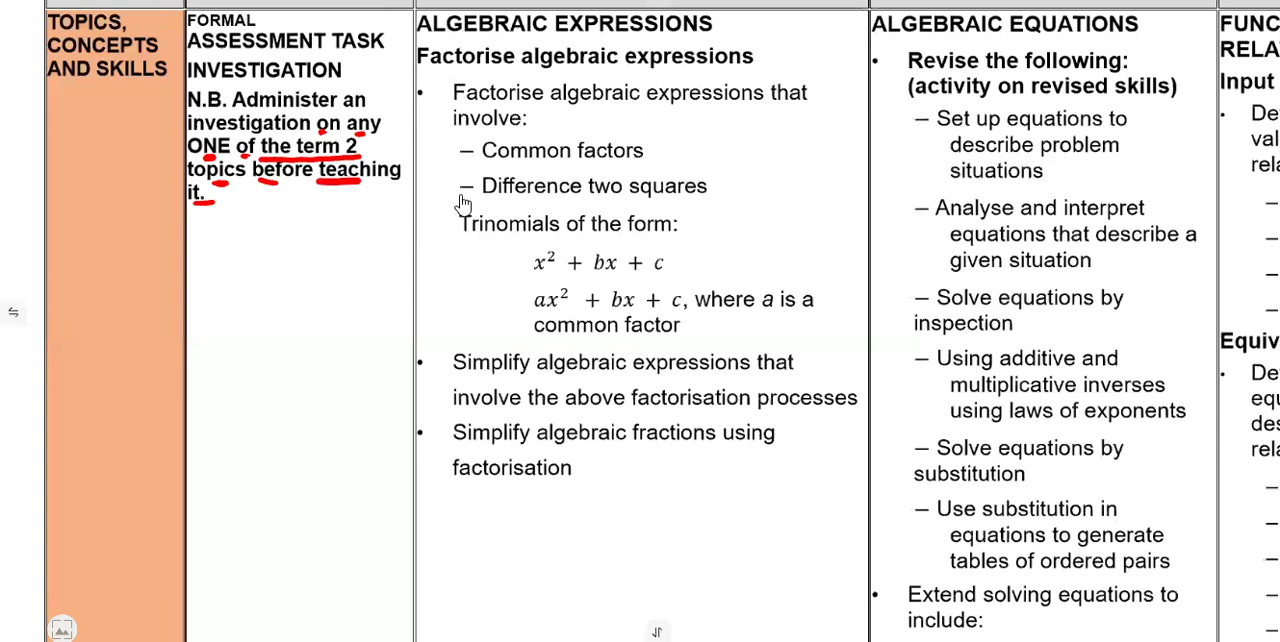 TOPICS,
CONCEPTS
AND SKILLS
FORMAL
ASSESSMENT TASK
INVESTIGATION
N.B. Administer an
investigation on any
ONE of the term 2
topics before teaching
it.
ALGEBRAIC EXPRESSIONS
Factorise algebraic expressions
• Factorise algebraic expressions that
involve:
– Common factors
– Difference two squares
Trinomials of the form:
x² + bx + c
ax² + bx + c, where a is a
common factor
• Simplify algebraic expressions that
involve the above factorisation processes
• Simplify algebraic fractions using
factorisation
ALGEBRAIC EQUATIONS
• Revise the following:
(activity on revised skills)
– Set up equations to
describe problem
situations
– Analyse and interpret
equations that describe a
given situation
– Solve equations by
inspection
– Using additive and
multiplicative inverses
using laws of exponents
– Solve equations by
substitution
– Use substitution in
equations to generate
tables of ordered pairs
• Extend solving equations to
include:
Input